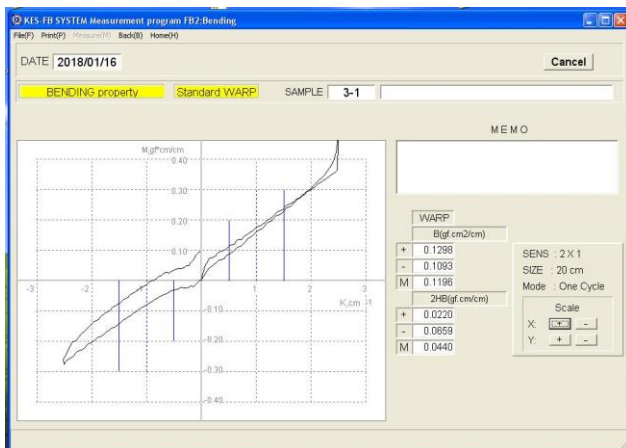 KES-FB SYSTEM Measurement program FB2:Bending
File(F) Print(P) Measure(M) Back(B) Home(H)
DATE 2018/01/16
Cancel
BENDING property Standard WARP SAMPLE 3-1
M,gf*cm/cm
0.40
0.30
0.20
0.10
-3 -2 -1 1 2
K,cm -1
-0.10
-0.20
-0.30
-0.40
MEMO
WARP
B(gf.cm2/cm)
+ 0.1298
- 0.1093
M 0.1196
2HB(gf.cm/cm)
+ 0.0220
- 0.0659
M 0.0440
SENS : 2 X 1
SIZE : 20 cm
Mode : One Cycle
Scale
X: + -
Y: + -